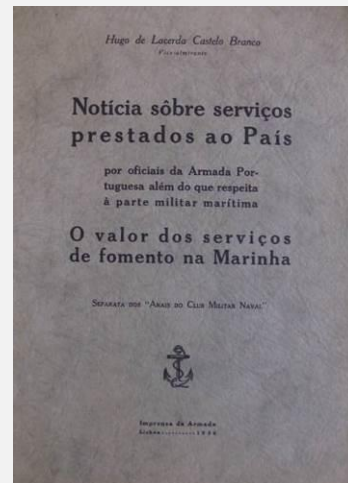 Hugo de Lacerda Castelo Branco
Vice-almirante
Notícia sôbre serviços
prestados ao País
por oficiais da Armada Por-
tuguesa além do que respeita
à parte militar marítima
O valor dos serviços
de fomento na Marinha
Separata dos "Anais do Club Militar Naval"
Imprensa da Armada
Lisboa